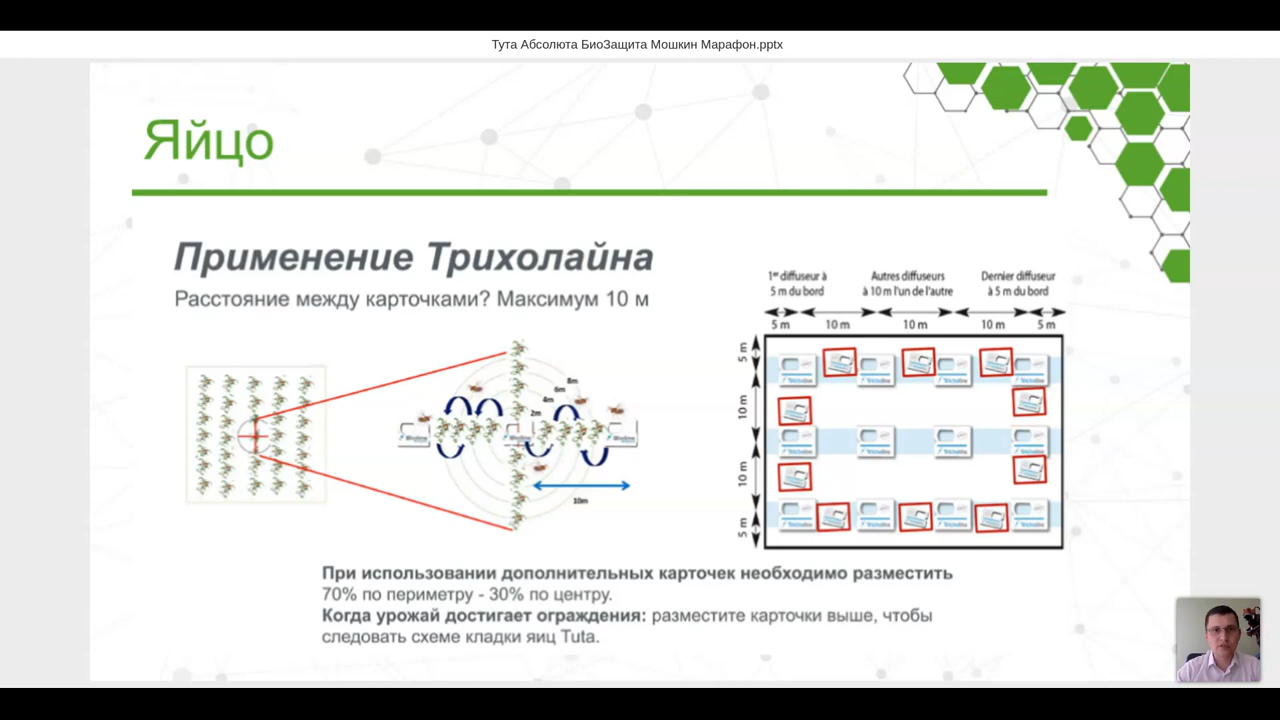 Тута Абсолюта БиоЗащита Мошкин Марафон.pptx
Яйцо
Применение Трихолайна
Расстояние между карточками? Максимум 10 м
1er diffuseur à
5 m du bord
Autres diffuseurs
à 10 m l'un de l'autre
Dernier diffuseur
à 5 m du bord
5 m 10 m 10 m 10 m 5 m
5 m
10 m
10 m
5 m
8m
6m
4m
2m
10m
При использовании дополнительных карточек необходимо разместить
70% по периметру - 30% по центру.
Когда урожай достигает ограждения: разместите карточки выше, чтобы
следовать схеме кладки яиц Tuta.